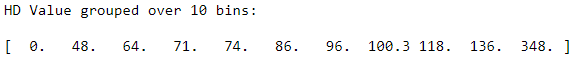 HD Value grouped over 10 bins:
[  0.   48.   64.   71.   74.   86.   96.  100.3 118.  136.  348. ]